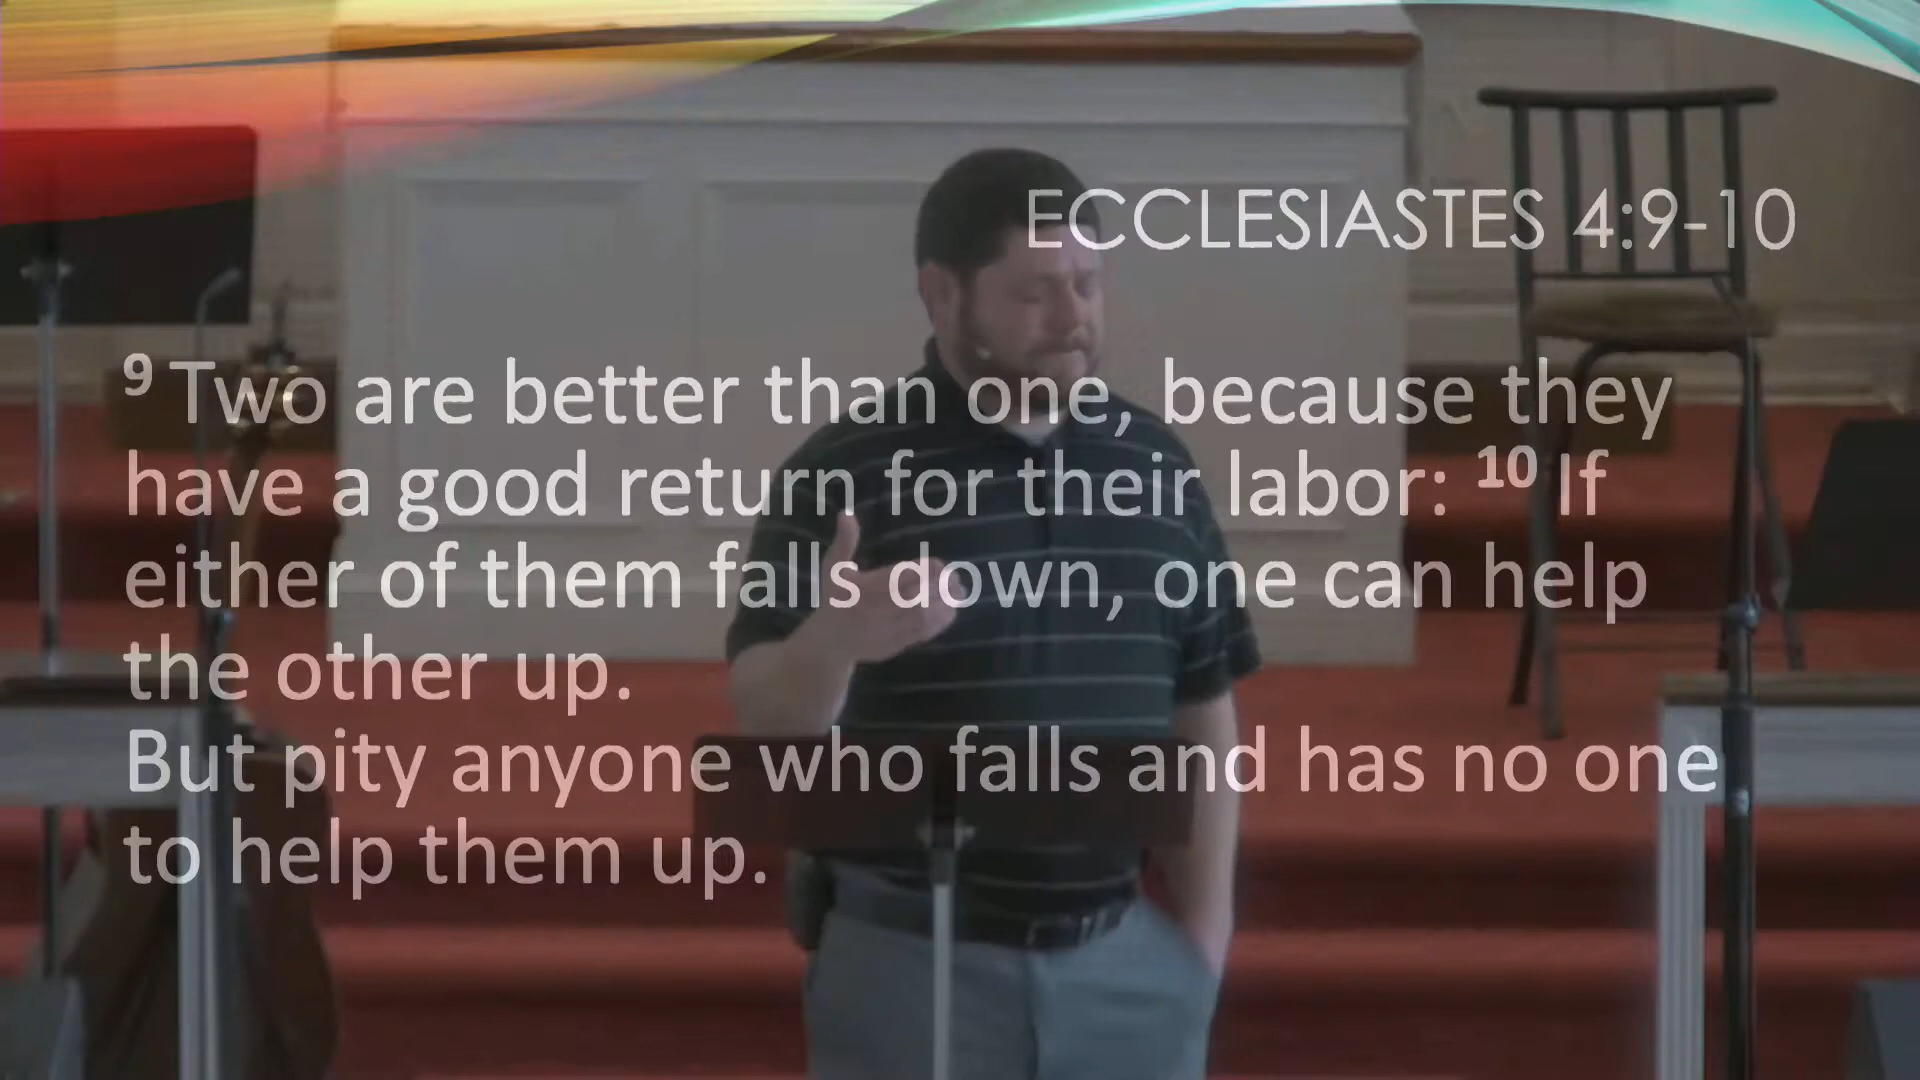 ECCLESIASTES 4:9-10
9 Two are better than one, because they
have a good return for their labor: 10 If
either of them falls down, one can help
the other up.
But pity anyone who falls and has no one
to help them up.